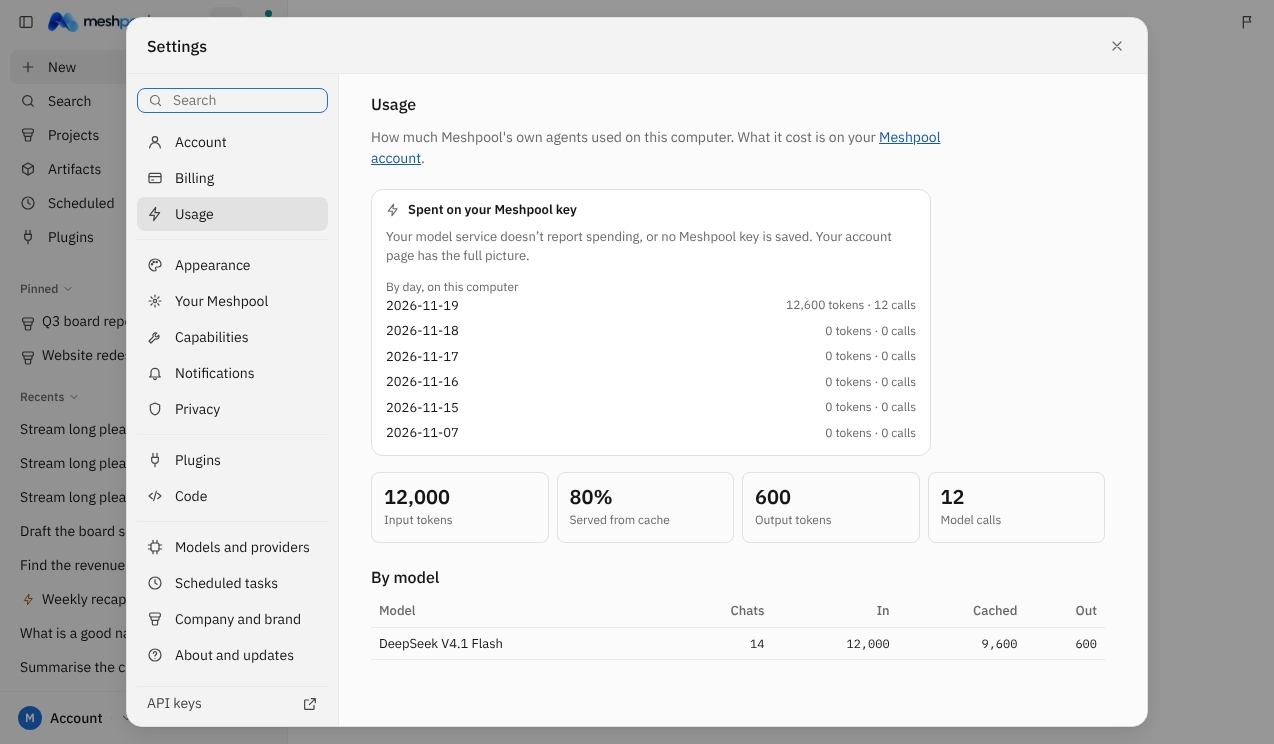 Settings
New
Search
Projects
Artifacts
Scheduled
Plugins
Pinned
Q3 board
Website
Recents
Stream long
Stream long
Stream long
Draft the board
Find the revenue
Weekly recap
What is a good
Summarise the
Account
Search
Account
Billing
Usage
Appearance
Your Meshpool
Capabilities
Notifications
Privacy
Plugins
Code
Models and providers
Scheduled tasks
Company and brand
About and updates
API keys
Usage
How much Meshpool's own agents used on this computer. What it cost is on your Meshpool
account.
Spent on your Meshpool key
Your model service doesn’t report spending, or no Meshpool key is saved. Your account
page has the full picture.
By day, on this computer
2026-11-19 12,600 tokens · 12 calls
2026-11-18 0 tokens · 0 calls
2026-11-17 0 tokens · 0 calls
2026-11-16 0 tokens · 0 calls
2026-11-15 0 tokens · 0 calls
2026-11-07 0 tokens · 0 calls
12,000 80% 600 12
Input tokens Served from cache Output tokens Model calls
By model
Model Chats In Cached Out
DeepSeek V4.1 Flash 14 12,000 9,600 600